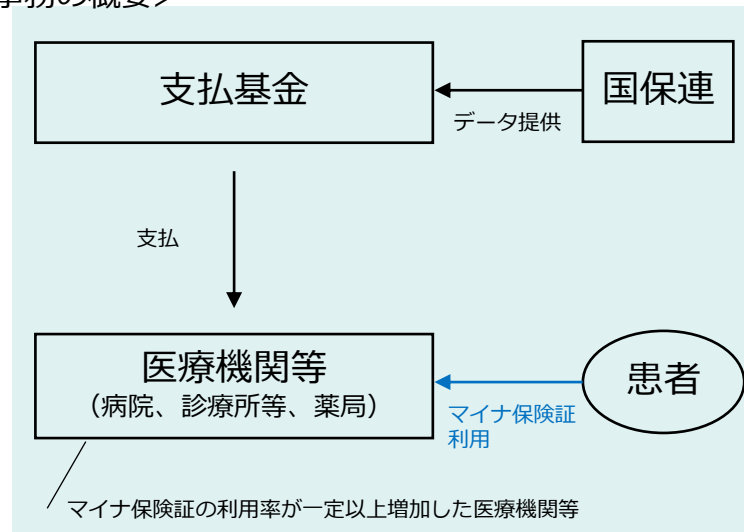 事務の概要＞
支払基金
国保連
データ提供
支払
医療機関等
（病院、診療所等、薬局）
患者
マイナ保険証
利用
マイナ保険証の利用率が一定以上増加した医療機関等